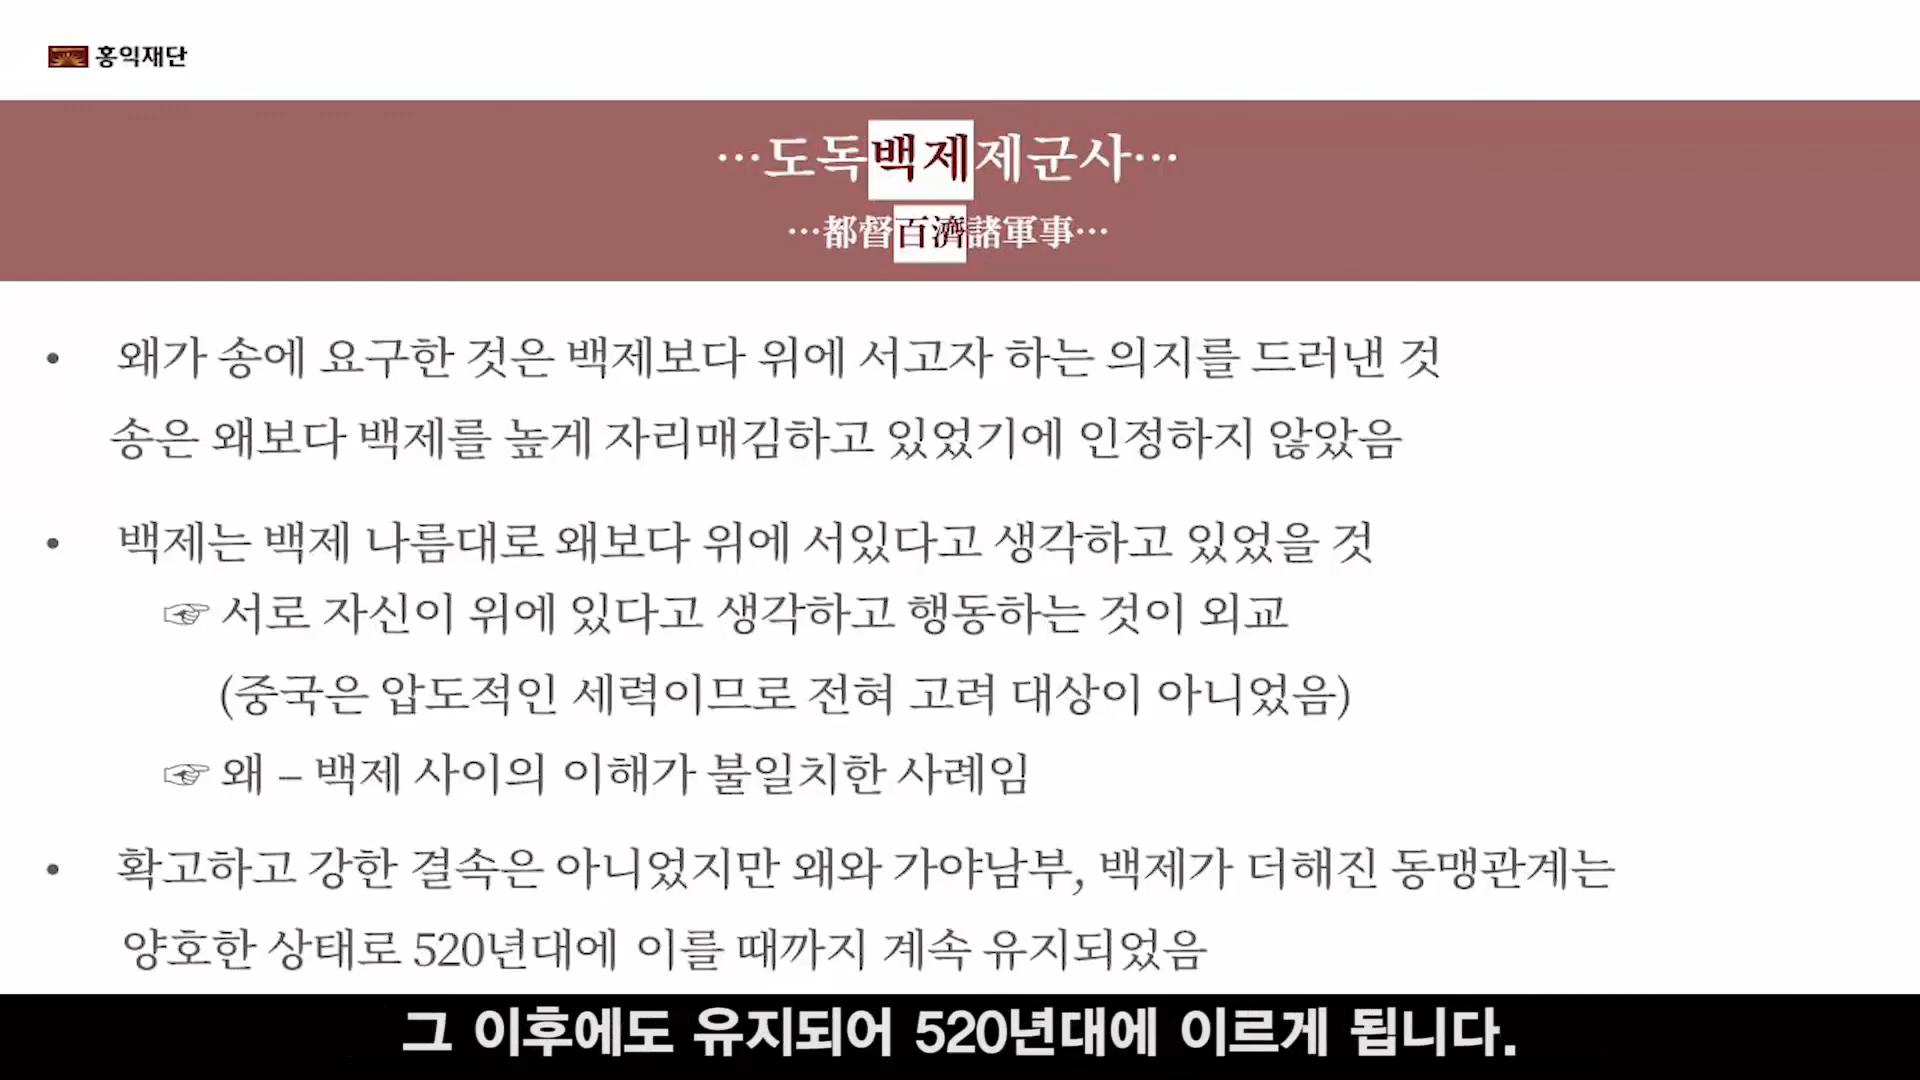 홍익재단
…도독백제제군사…
…都督百濟諸軍事…
• 왜가 송에 요구한 것은 백제보다 위에 서고자 하는 의지를 드러낸 것
송은 왜보다 백제를 높게 자리매김하고 있었기에 인정하지 않았음
• 백제는 백제 나름대로 왜보다 위에 서있다고 생각하고 있었을 것
☞ 서로 자신이 위에 있다고 생각하고 행동하는 것이 외교
(중국은 압도적인 세력이므로 전혀 고려 대상이 아니었음)
☞ 왜 – 백제 사이의 이해가 불일치한 사례임
• 확고하고 강한 결속은 아니었지만 왜와 가야남부, 백제가 더해진 동맹관계는
양호한 상태로 520년대에 이를 때까지 계속 유지되었음
그 이후에도 유지되어 520년대에 이르게 됩니다.